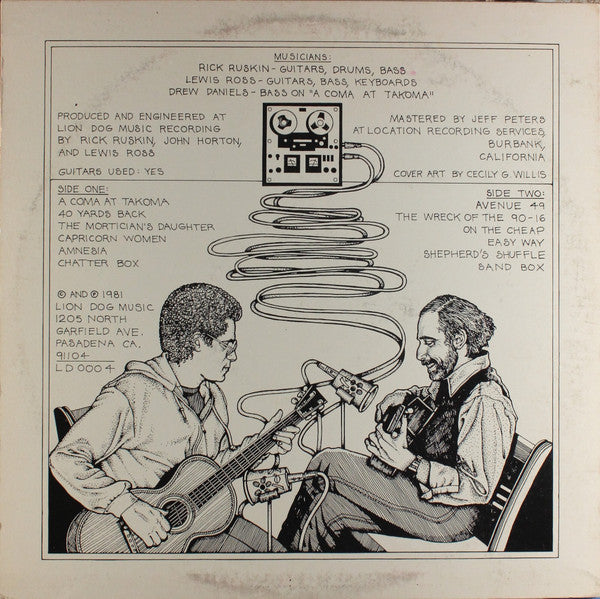 MUSICIANS:
RICK RUSKIN - GUITARS, DRUMS, BASS
LEWIS ROSS - GUITARS, BASS, KEYBOARDS
DREW DANIELS - BASS ON "A COMA AT TAKOMA"
PRODUCED AND ENGINEERED AT
LION DOG MUSIC RECORDING
BY RICK RUSKIN, JOHN HORTON,
AND LEWIS ROSS
GUITARS USED: YES
MASTERED BY JEFF PETERS
AT LOCATION RECORDING SERVICES,
BURBANK,
CALIFORNIA
COVER ART BY CECILY G. WILLIS
SIDE ONE:
A COMA AT TAKOMA
40 YARDS BACK
THE MORTICIAN'S DAUGHTER
CAPRICORN WOMEN
AMNESIA
CHATTER BOX
SIDE TWO:
AVENUE 49
THE WRECK OF THE 90-16
ON THE CHEAP
EASY WAY
SHEPHERD'S SHUFFLE
SAND BOX
© AND ℗ 1981
LION DOG MUSIC
1205 NORTH
GARFIELD AVE.
PASADENA CA.
91104
LD 0004